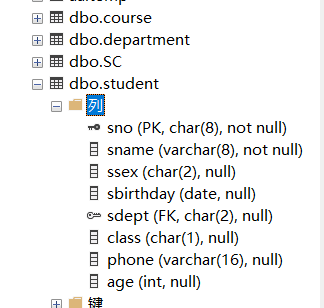 dbo.course
dbo.department
dbo.SC
dbo.student
列
sno (PK, char(8), not null)
sname (varchar(8), not null)
ssex (char(2), null)
sbirthday (date, null)
sdept (FK, char(2), null)
class (char(1), null)
phone (varchar(16), null)
age (int, null)
键